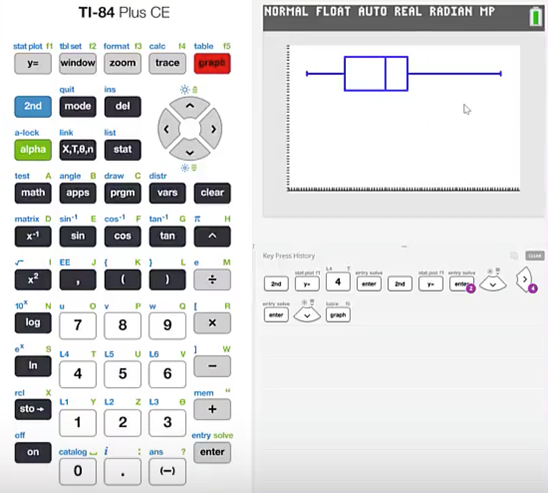 TI-84 Plus CE
stat plot f1 tbl set f2 format f3 calc f4 table f5
y= window zoom trace graph
quit ins
2nd mode del
a-lock link list
alpha X,T,θ,n stat
test A angle B draw C distr
math apps prgm vars clear
matrix D sin⁻¹ E cos⁻¹ F tan⁻¹ G π H
x⁻¹ sin cos tan ^
√ I EE J { K } L e M
x² , ( ) ÷
10ˣ N u O v P w Q [ R
log 7 8 9 ×
eˣ S L4 T L5 U L6 V ] W
ln 4 5 6 −
rcl X L1 Y L2 Z L3 θ mem "
sto→ 1 2 3 +
off catalog ⎵ i : ans ? entry solve
on 0 . (−) enter
NORMAL FLOAT AUTO REAL RADIAN MP
Key Press History CLEAR
stat plot f1 L4 T entry solve stat plot f1 entry solve
2nd y= 4 enter 2nd y= enter 2 4
entry solve table f5
enter graph